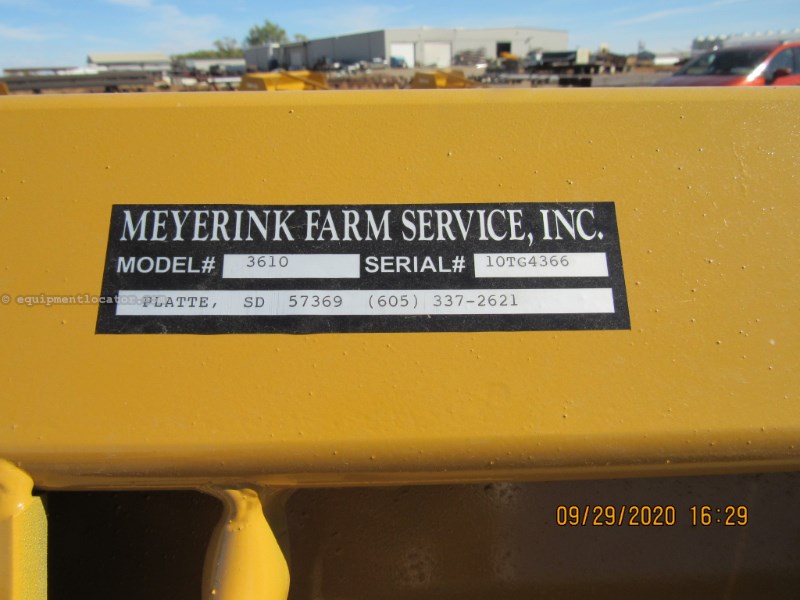 MEYERINK FARM SERVICE, INC.
MODEL# 3610 SERIAL# 10TG4366
PLATTE, SD 57369 (605) 337-2621
equipmentlocator.com
09/29/2020 16:29